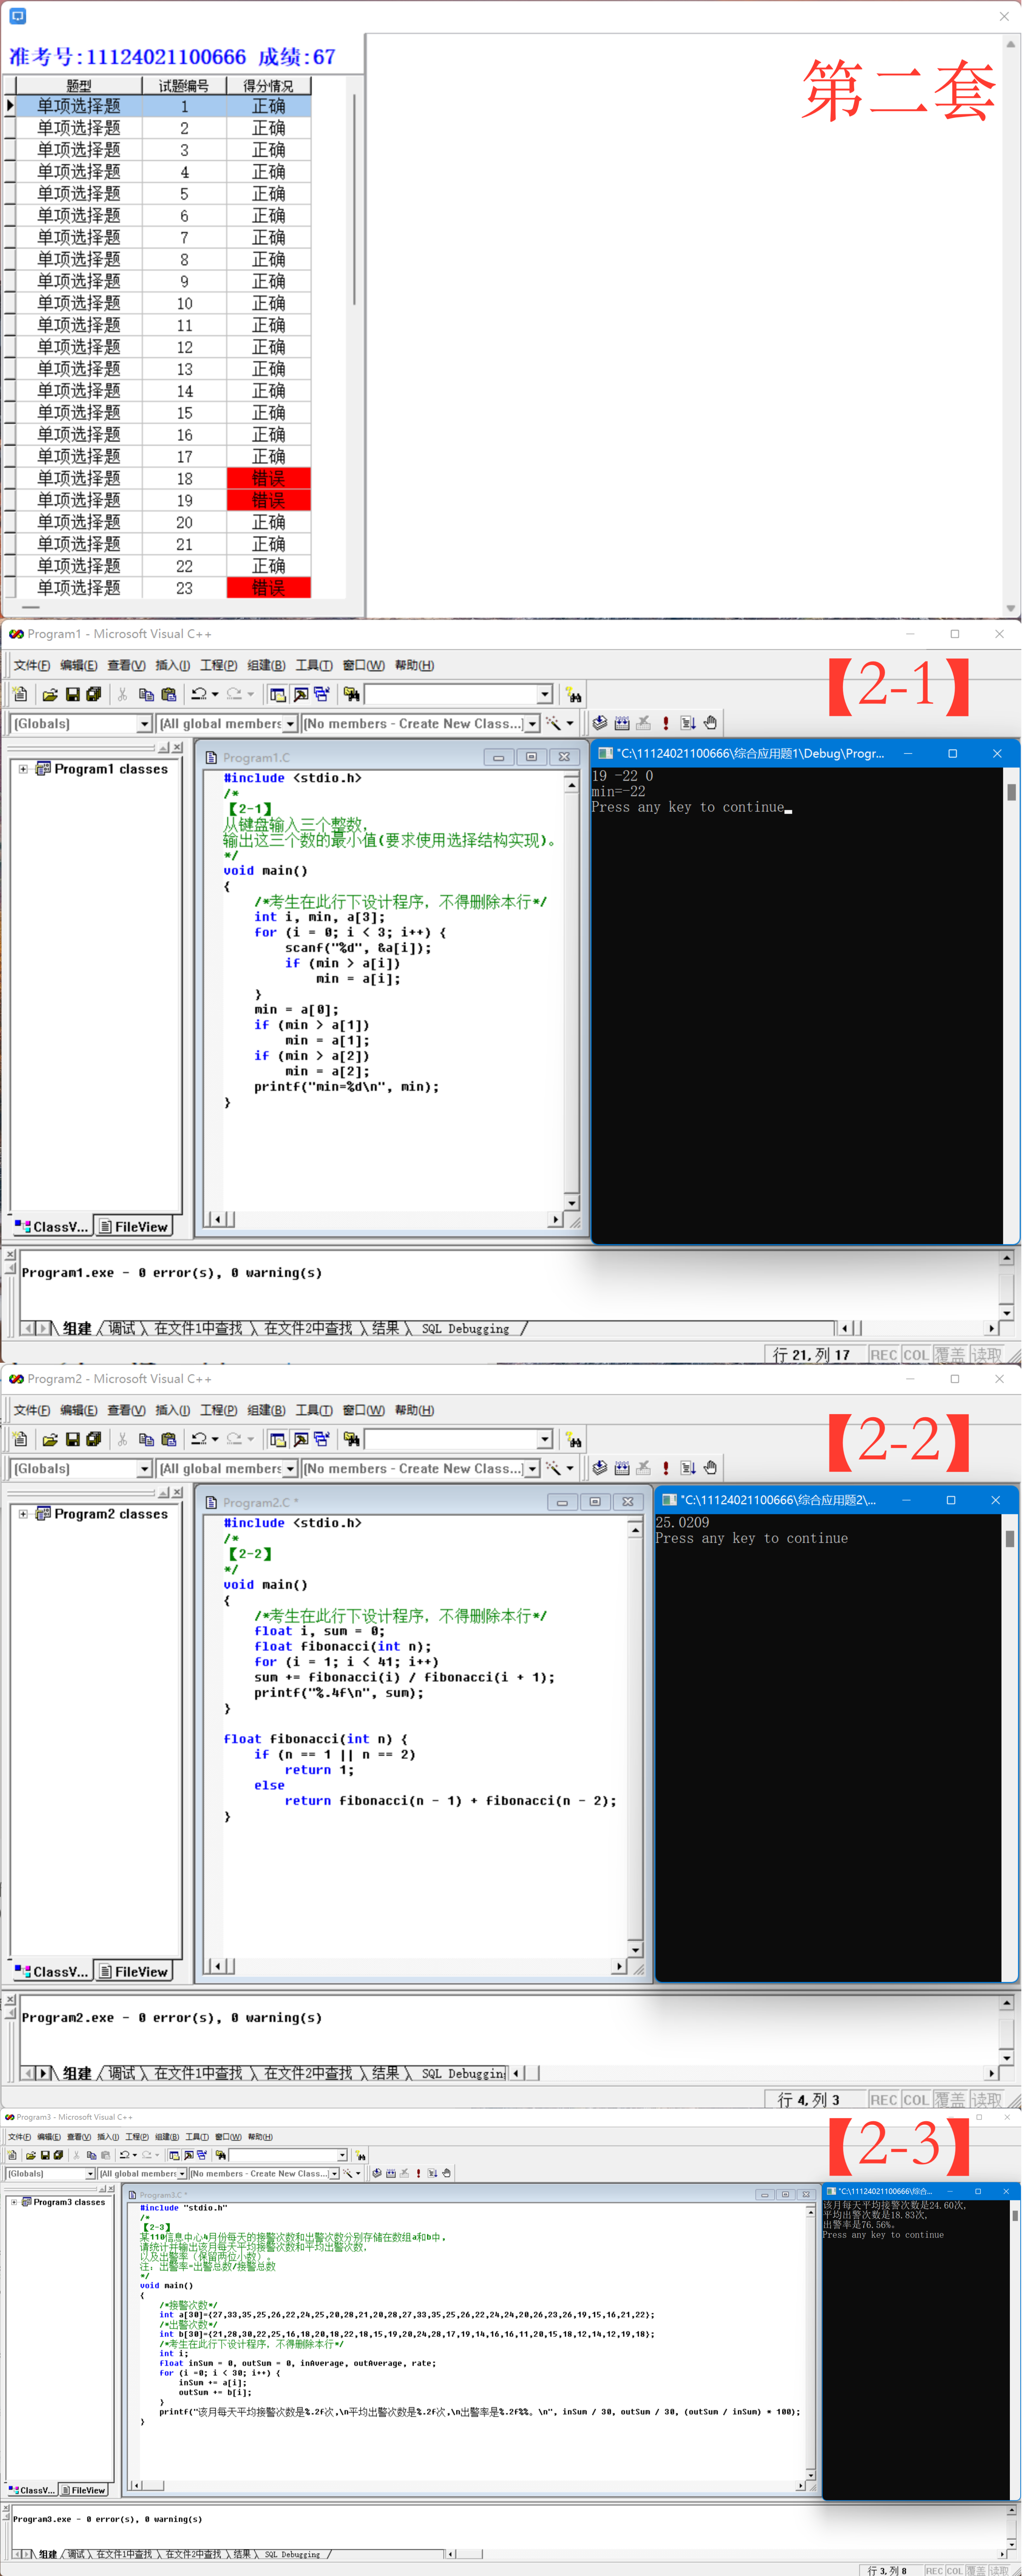 准考号:11124021100666 成绩:67
第二套
题型 试题编号 得分情况
单项选择题 1 正确
单项选择题 2 正确
单项选择题 3 正确
单项选择题 4 正确
单项选择题 5 正确
单项选择题 6 正确
单项选择题 7 正确
单项选择题 8 正确
单项选择题 9 正确
单项选择题 10 正确
单项选择题 11 正确
单项选择题 12 正确
单项选择题 13 正确
单项选择题 14 正确
单项选择题 15 正确
单项选择题 16 正确
单项选择题 17 正确
单项选择题 18 错误
单项选择题 19 错误
单项选择题 20 正确
单项选择题 21 正确
单项选择题 22 正确
单项选择题 23 错误
Program1 - Microsoft Visual C++
文件(F) 编辑(E) 查看(V) 插入(I) 工程(P) 组建(B) 工具(T) 窗口(W) 帮助(H)
【2-1】
(Globals) (All global members (No members - Create New Class...)
Program1 classes
Program1.C
#include <stdio.h>
/*
【2-1】
从键盘输入三个整数，
输出这三个数的最小值(要求使用选择结构实现)。
*/
void main()
{
/*考生在此行下设计程序，不得删除本行*/
int i, min, a[3];
for (i = 0; i < 3; i++) {
scanf("%d", &a[i]);
if (min > a[i])
min = a[i];
}
min = a[0];
if (min > a[1])
min = a[1];
if (min > a[2])
min = a[2];
printf("min=%d\n", min);
}
"C:\11124021100666\综合应用题1\Debug\Progr...
19 -22 0
min=-22
Press any key to continue
ClassV... FileView
Program1.exe - 0 error(s), 0 warning(s)
组建 调试 在文件1中查找 在文件2中查找 结果 SQL Debugging
行 21, 列 17 REC COL 覆盖 读取
Program2 - Microsoft Visual C++
文件(F) 编辑(E) 查看(V) 插入(I) 工程(P) 组建(B) 工具(T) 窗口(W) 帮助(H)
【2-2】
(Globals) (All global members (No members - Create New Class...)
Program2 classes
Program2.C *
#include <stdio.h>
/*
【2-2】
*/
void main()
{
/*考生在此行下设计程序，不得删除本行*/
float i, sum = 0;
float fibonacci(int n);
for (i = 1; i < 41; i++)
sum += fibonacci(i) / fibonacci(i + 1);
printf("%.4f\n", sum);
}
float fibonacci(int n) {
if (n == 1 || n == 2)
return 1;
else
return fibonacci(n - 1) + fibonacci(n - 2);
}
"C:\11124021100666\综合应用题2\...
25.0209
Press any key to continue
ClassV... FileView
Program2.exe - 0 error(s), 0 warning(s)
组建 调试 在文件1中查找 在文件2中查找 结果 SQL Debugging
行 4, 列 3 REC COL 覆盖 读取
Program3 - Microsoft Visual C++
文件(F) 编辑(E) 查看(V) 插入(I) 工程(P) 组建(B) 工具(T) 窗口(W) 帮助(H)
【2-3】
(Globals) (All global members (No members - Create New Class...)
Program3 classes
Program3.C *
#include "stdio.h"
/*
【2-3】
某110信息中心4月份每天的接警次数和出警次数分别存储在数组a和b中，
请统计并输出该月每天平均接警次数和平均出警次数，
以及出警率（保留两位小数）。
注：出警率=出警总数/接警总数
*/
void main()
{
/*接警次数*/
int a[30]={27,33,35,25,26,22,24,25,20,28,21,20,28,27,33,35,25,26,22,24,24,20,26,23,26,19,15,16,21,22};
/*出警次数*/
int b[30]={21,28,30,22,25,16,18,20,18,22,18,15,19,20,24,28,17,19,14,16,16,11,20,15,18,12,14,12,19,18};
/*考生在此行下设计程序，不得删除本行*/
int i;
float inSum = 0, outSum = 0, inAverage, outAverage, rate;
for (i =0; i < 30; i++) {
inSum += a[i];
outSum += b[i];
}
printf("该月每天平均接警次数是%.2f次,\n平均出警次数是%.2f次,\n出警率是%.2f%%。\n", inSum / 30, outSum / 30, (outSum / inSum) * 100);
}
"C:\11124021100666\综合...
该月每天平均接警次数是24.60次,
平均出警次数是18.83次,
出警率是76.56%。
Press any key to continue
ClassV... FileView
Program3.exe - 0 error(s), 0 warning(s)
组建 调试 在文件1中查找 在文件2中查找 结果 SQL Debugging
行 3, 列 8 REC COL 覆盖 读取